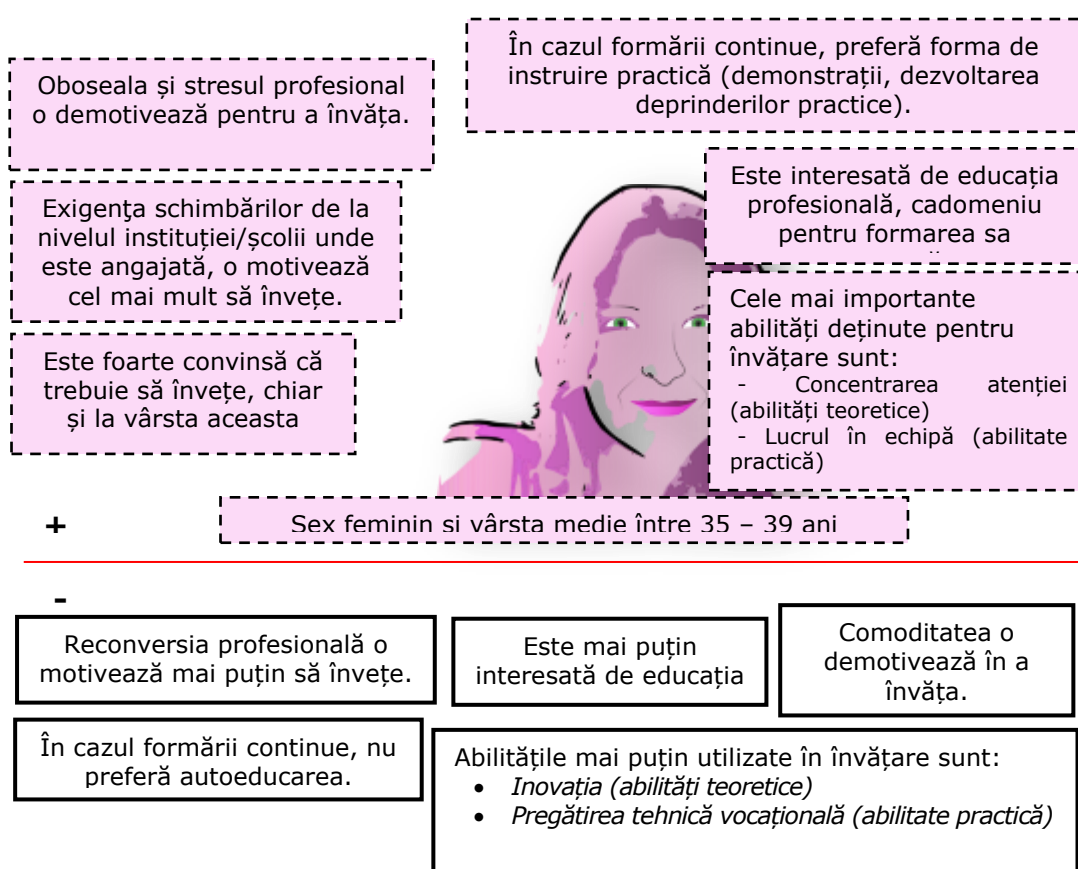 Oboseala și stresul profesional
o demotivează pentru a învăța.
În cazul formării continue, preferă forma de
instruire practică (demonstrații, dezvoltarea
deprinderilor practice).
Exigenţa schimbărilor de la
nivelul instituției/școlii unde
este angajată, o motivează
cel mai mult să învețe.
Este interesată de educația
profesională, cadomeniu
pentru formarea sa
Este foarte convinsă că
trebuie să învețe, chiar
și la vârsta aceasta
Cele mai importante
abilități deținute pentru
învățare sunt:
- Concentrarea atenției
(abilități teoretice)
- Lucrul în echipă (abilitate
practică)
+
Sex feminin si vârsta medie între 35 – 39 ani
-
Reconversia profesională o
motivează mai puțin să învețe.
Este mai puțin
interesată de educația
Comoditatea o
demotivează în a
învăța.
În cazul formării continue, nu
preferă autoeducarea.
Abilitățile mai puțin utilizate în învățare sunt:
• Inovația (abilități teoretice)
• Pregătirea tehnică vocațională (abilitate practică)